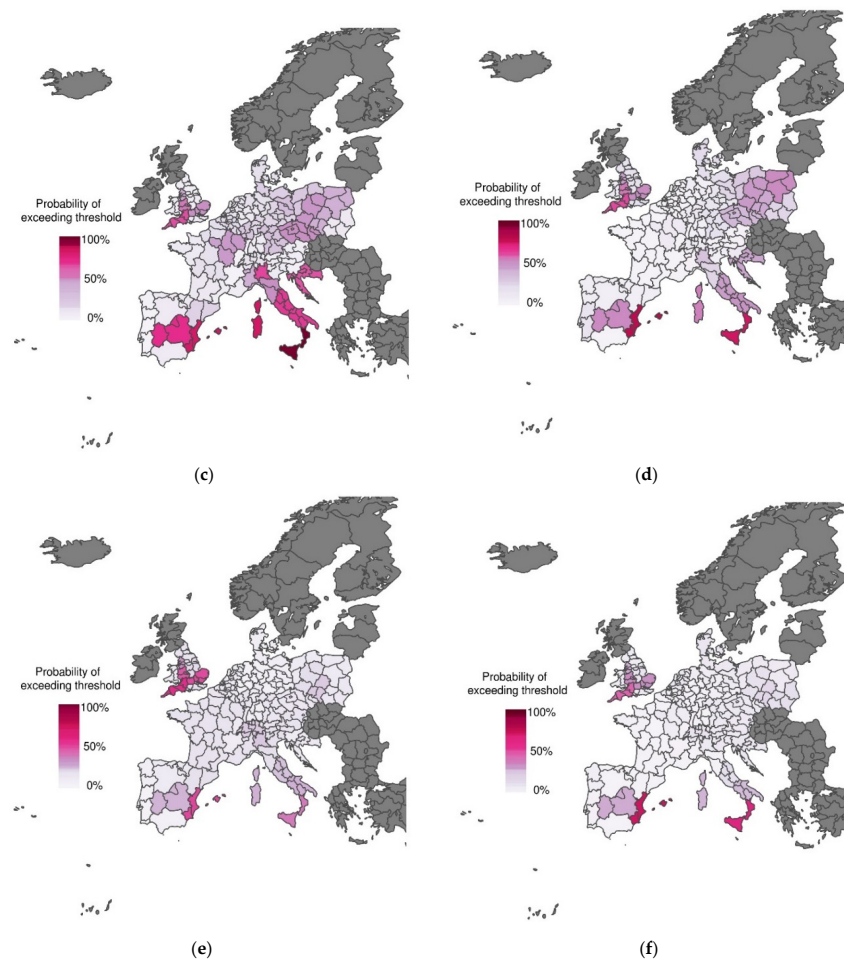 Probability of
exceeding threshold
100%
50%
0%
(c)
Probability of
exceeding threshold
100%
50%
0%
(d)
Probability of
exceeding threshold
100%
50%
0%
(e)
Probability of
exceeding threshold
100%
50%
0%
(f)